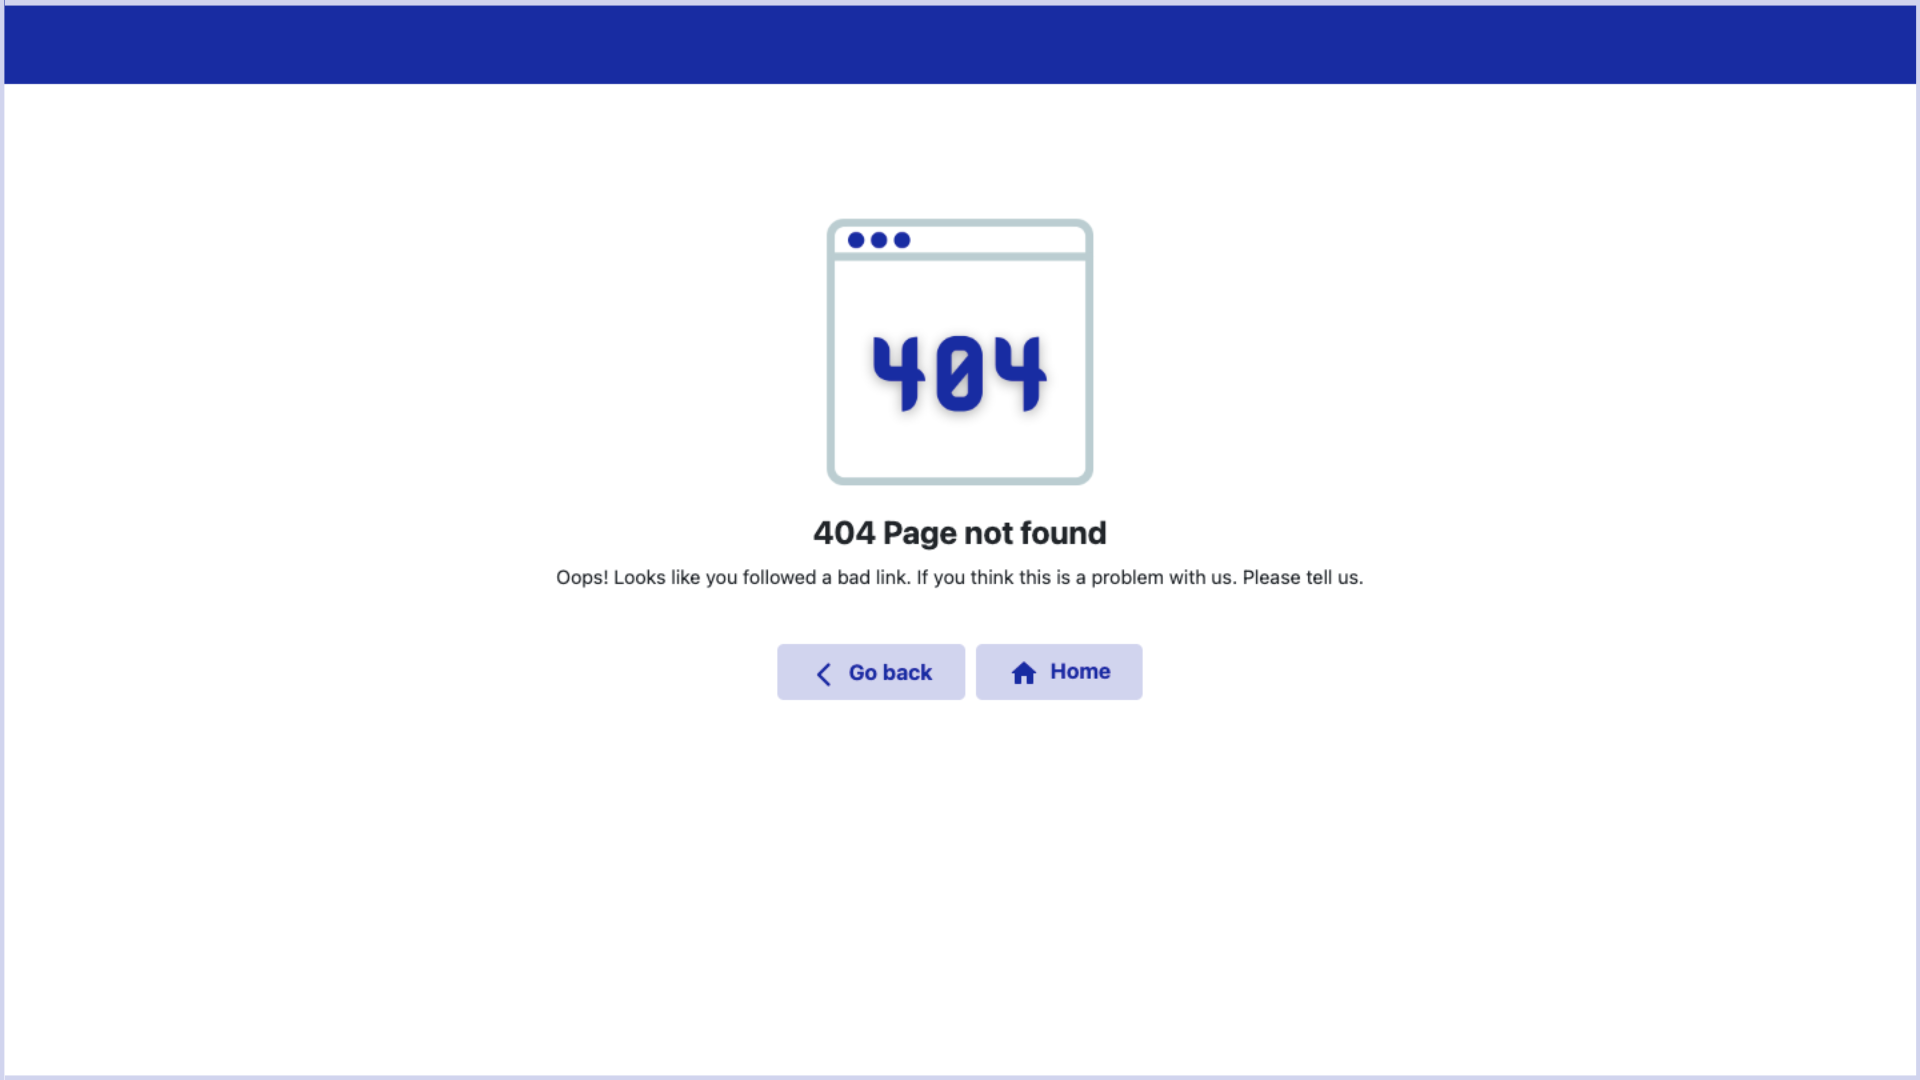 404
404 Page not found
Oops! Looks like you followed a bad link. If you think this is a problem with us. Please tell us.
Go back
Home